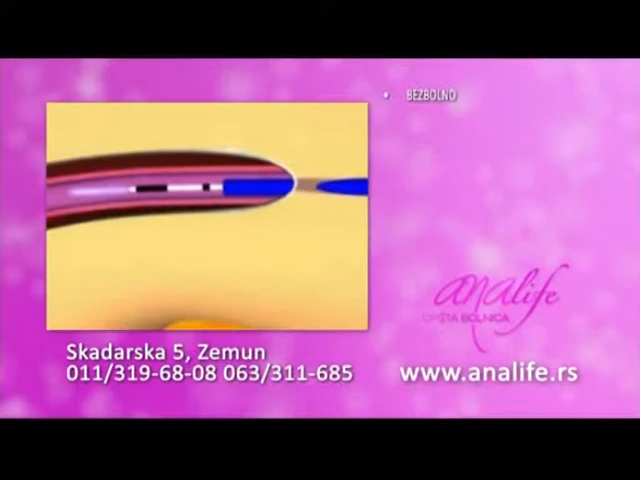 • BEZBOLNO
analife
OPŠTA BOLNICA
Skadarska 5, Zemun
011/319-68-08 063/311-685
www.analife.rs